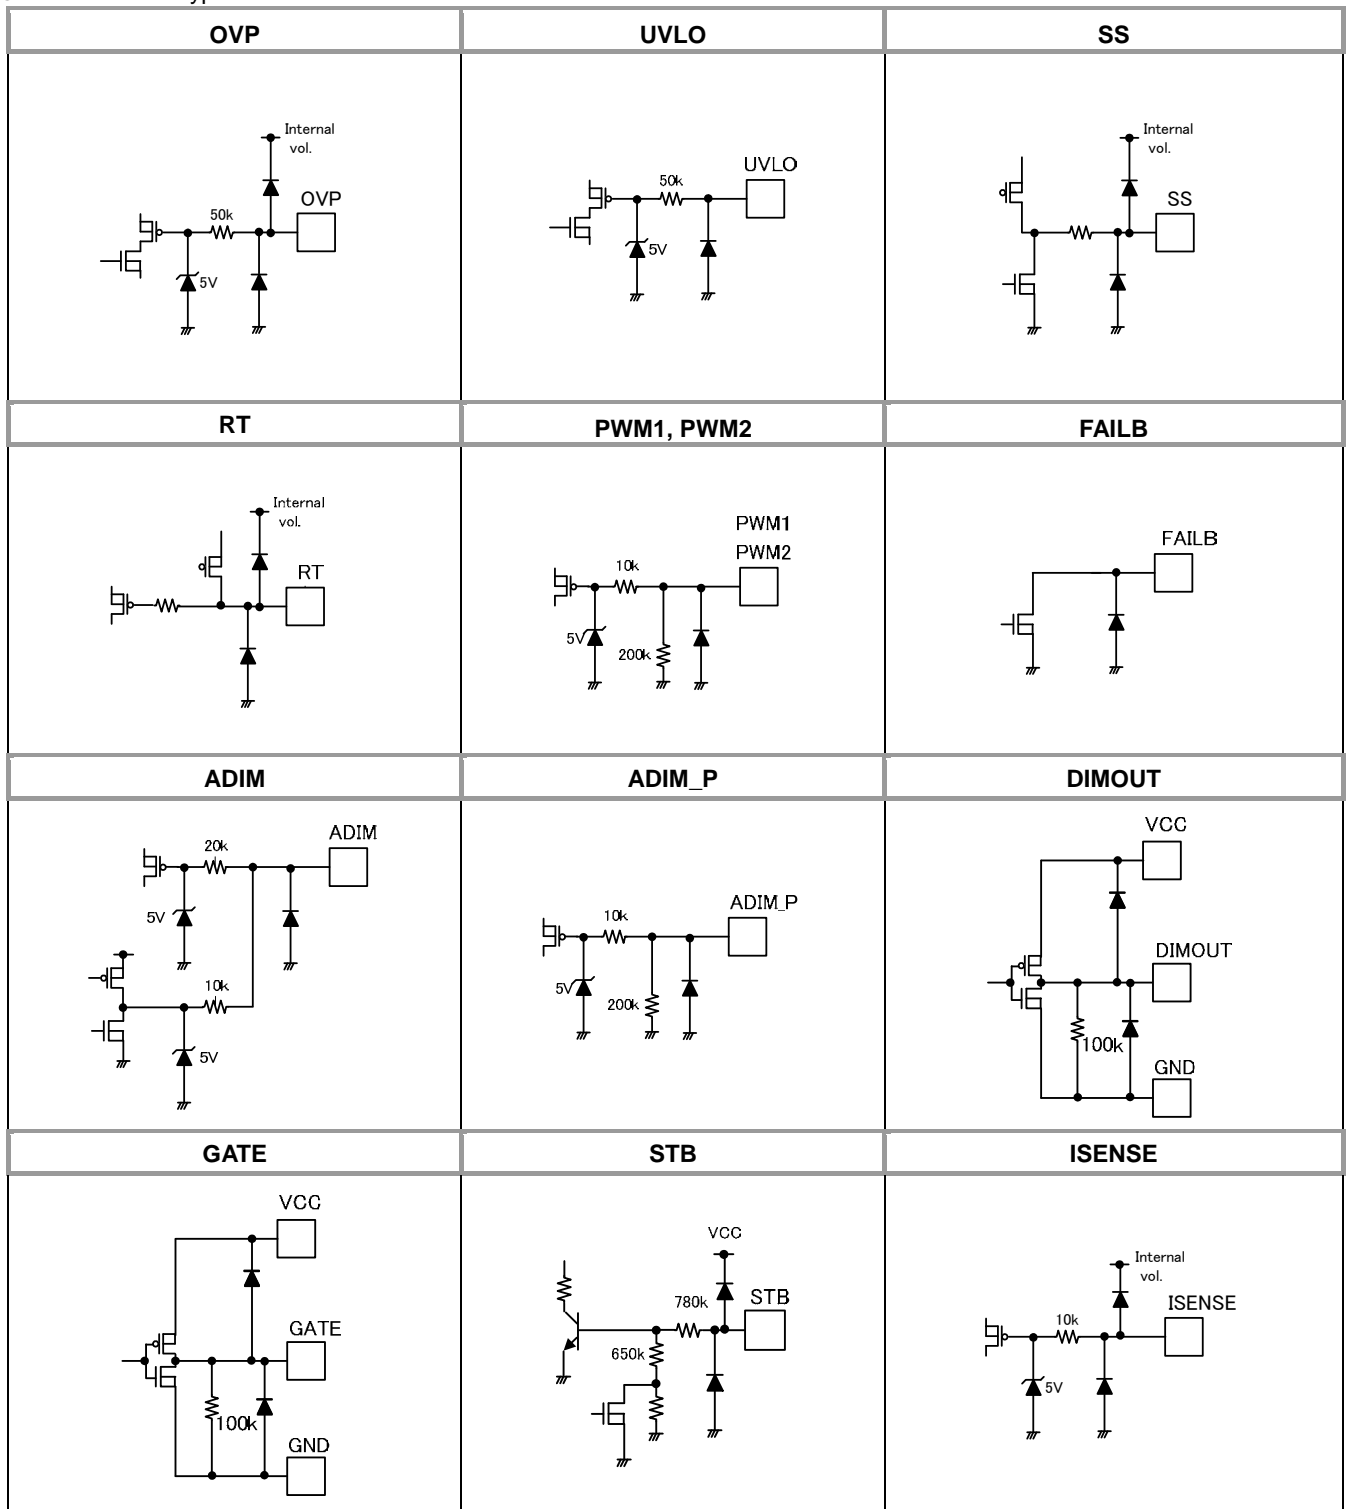 OVP
UVLO
SS
Internal
vol.
OVP
50k
5V
UVLO
50k
5V
Internal
vol.
SS
RT
PWM1, PWM2
FAILB
Internal
vol.
RT
PWM1
PWM2
10k
5V
200k
FAILB
ADIM
ADIM_P
DIMOUT
ADIM
20k
5V
10k
5V
ADIM_P
10k
5V
200k
VCC
DIMOUT
100k
GND
GATE
STB
ISENSE
VCC
GATE
100k
GND
VCC
STB
780k
650k
Internal
vol.
ISENSE
10k
5V